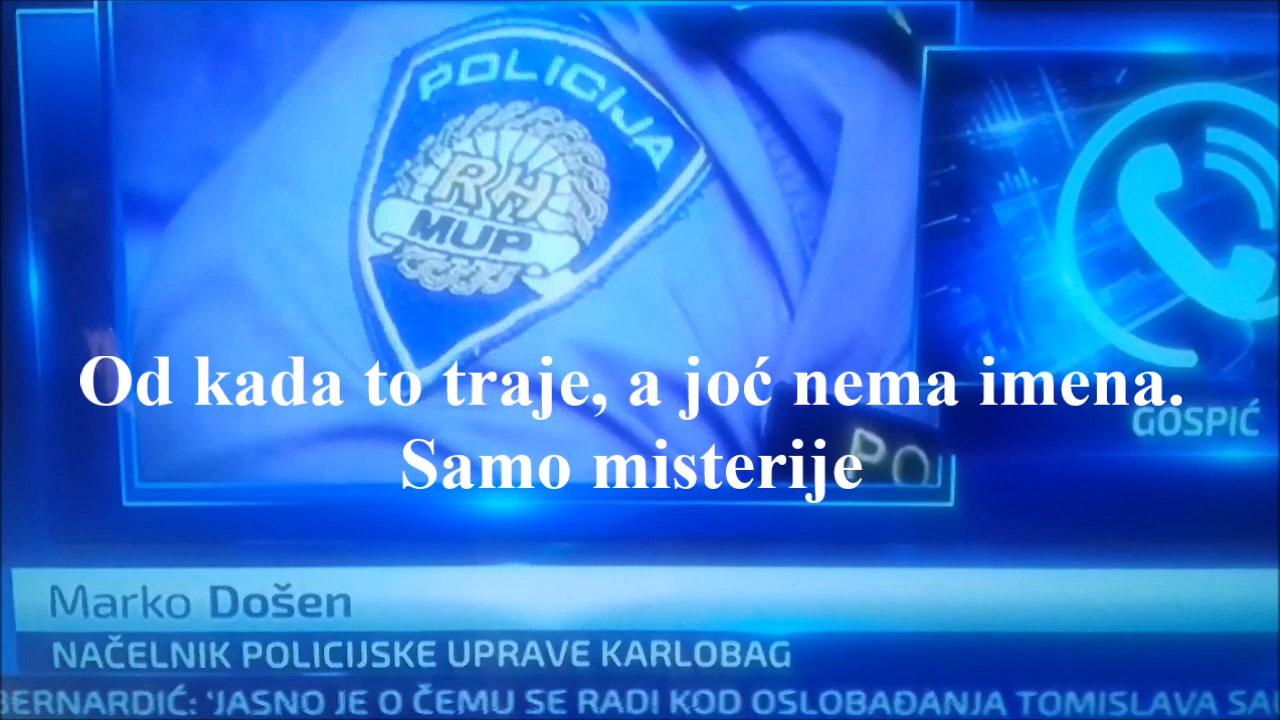 POLICIJA
RH
MUP
GOSPIĆ
Od kada to traje, a joć nema imena.
Samo misterije
PO
Marko Došen
NAČELNIK POLICIJSKE UPRAVE KARLOBAG
BERNARDIĆ: 'JASNO JE O ČEMU SE RADI KOD OSLOBAĐANJA TOMISLAVA